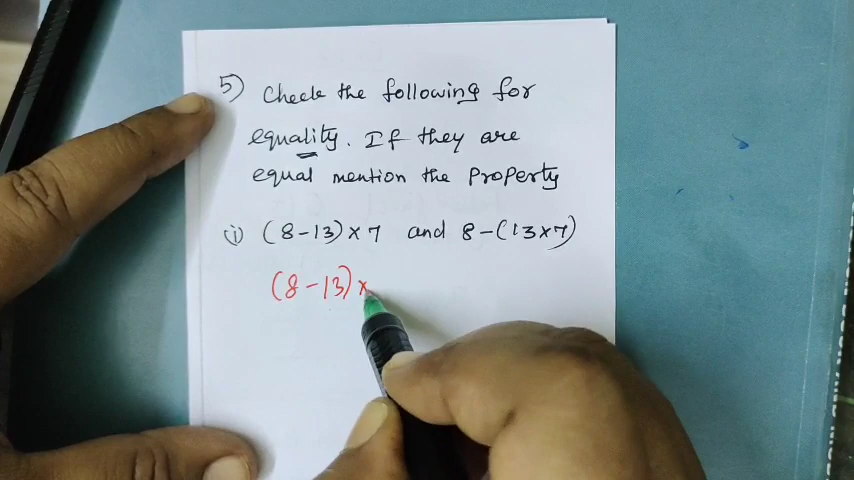 5) Check the following for
equality. If they are
equal mention the Property
(i) (8-13)×7 and 8-(13×7)
(8-13)×